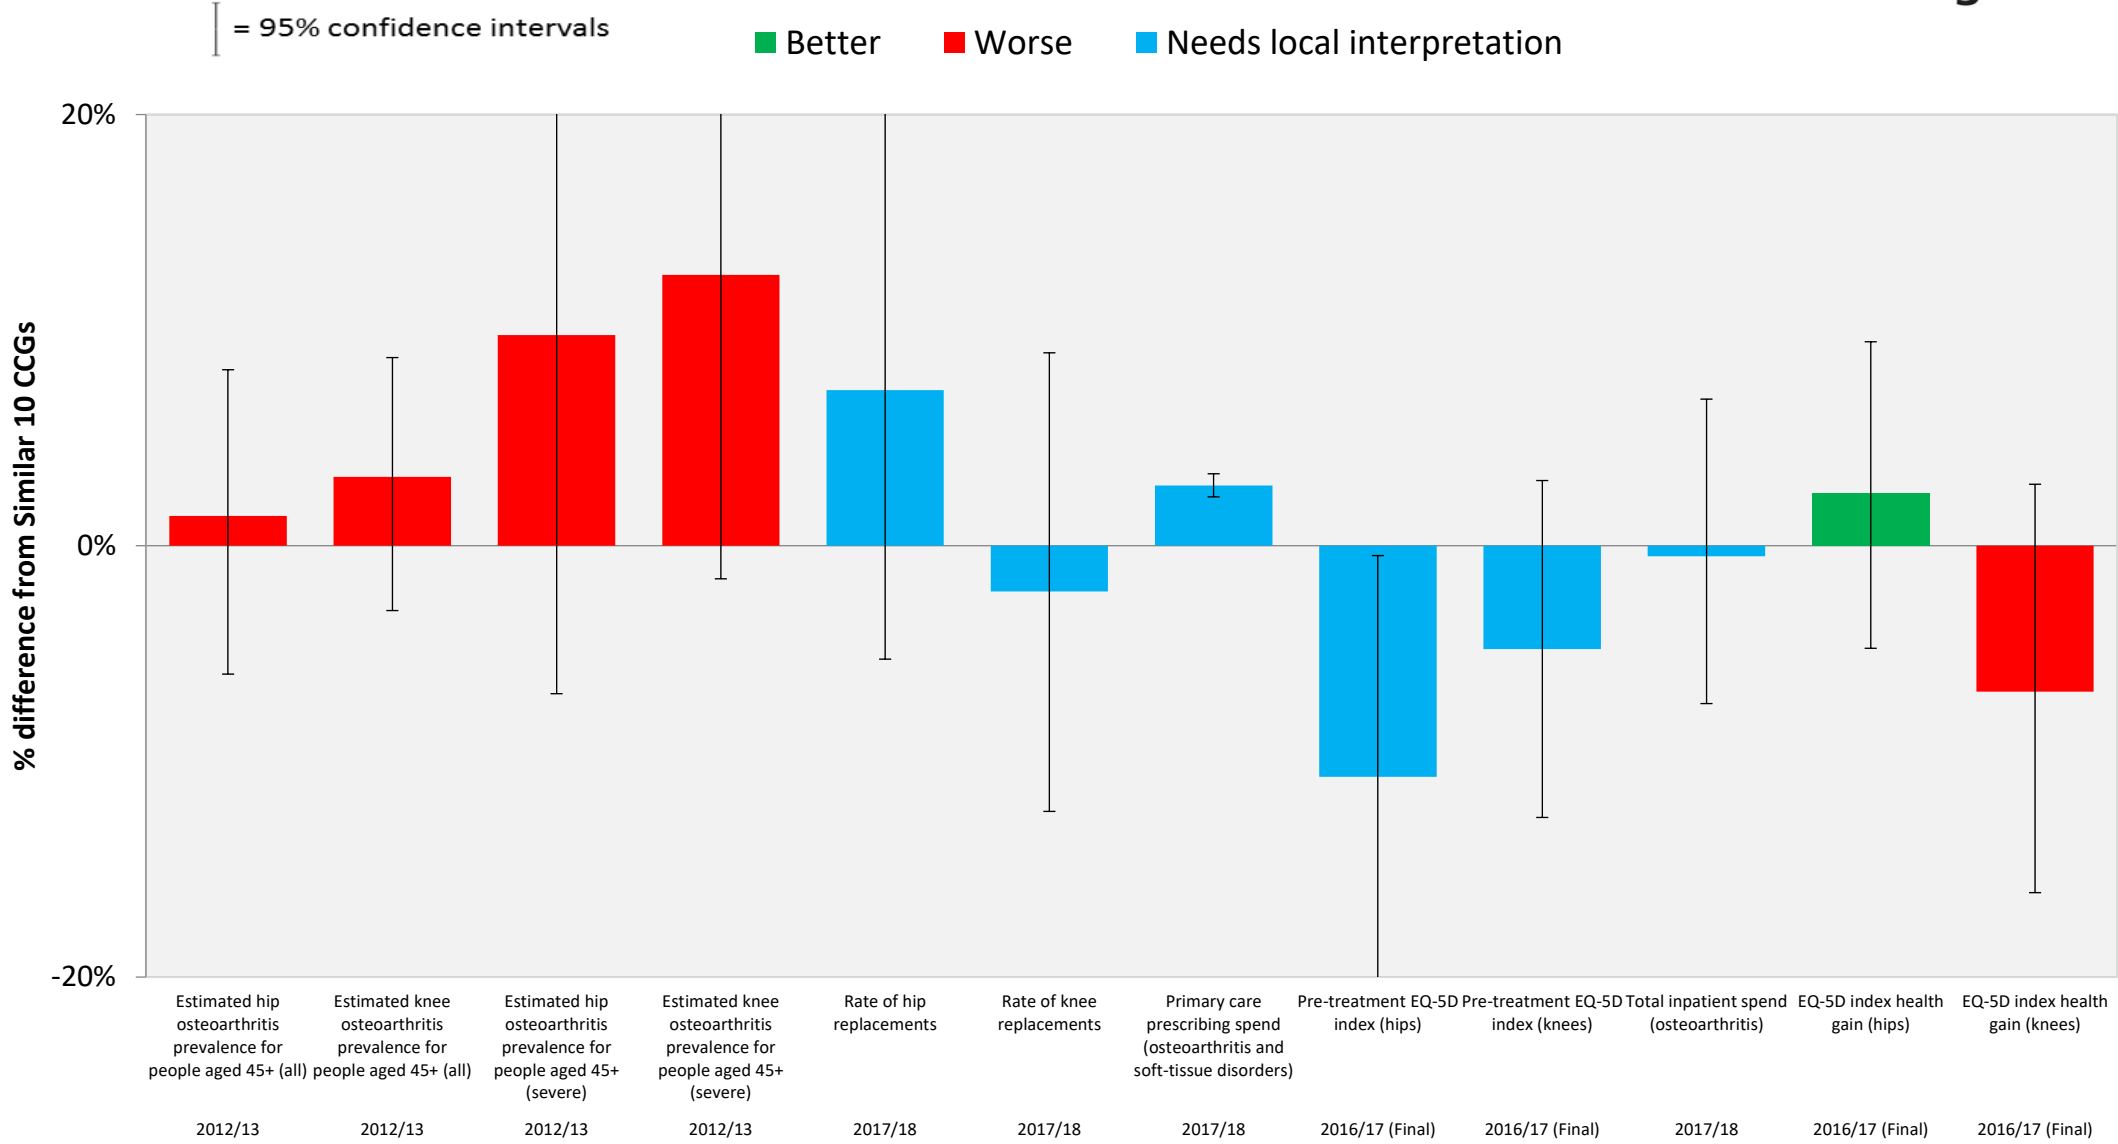 = 95% confidence intervals
Better
Worse
Needs local interpretation
20%
0%
-20%
% difference from Similar 10 CCGs
Estimated hip
osteoarthritis
prevalence for
people aged 45+ (all)
2012/13
Estimated knee
osteoarthritis
prevalence for
people aged 45+ (all)
2012/13
Estimated hip
osteoarthritis
prevalence for
people aged 45+
(severe)
2012/13
Estimated knee
osteoarthritis
prevalence for
people aged 45+
(severe)
2012/13
Rate of hip
replacements
2017/18
Rate of knee
replacements
2017/18
Primary care
prescribing spend
(osteoarthritis and
soft-tissue disorders)
2017/18
Pre-treatment EQ-5D
index (hips)
2016/17 (Final)
Pre-treatment EQ-5D
index (knees)
2016/17 (Final)
Total inpatient spend
(osteoarthritis)
2017/18
EQ-5D index health
gain (hips)
2016/17 (Final)
EQ-5D index health
gain (knees)
2016/17 (Final)